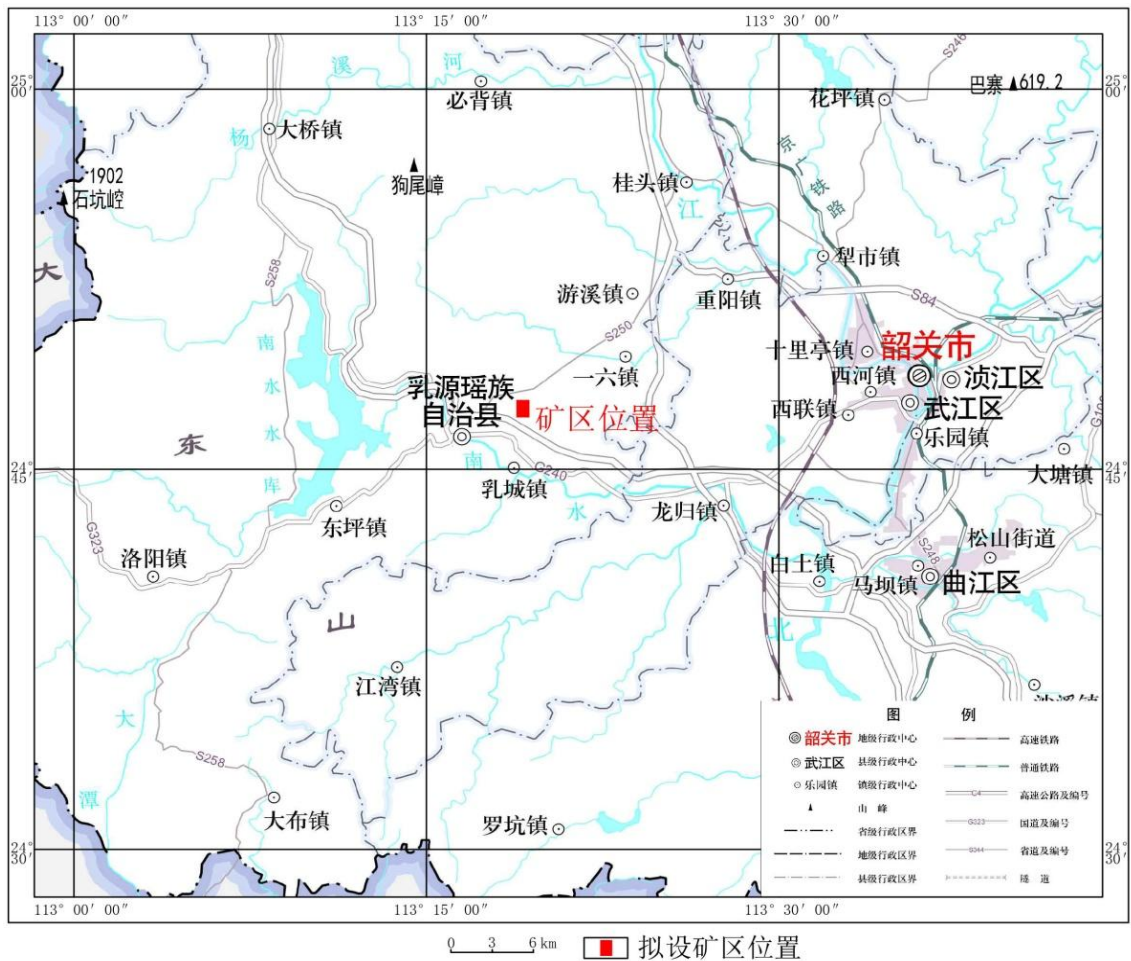 113° 00′ 00″
113° 15′ 00″
113° 30′ 00″
25°
00′
25°
00′
溪
河
必背镇
花坪镇
S246
巴寨
619.2
杨
大桥镇
狗尾嶂
1902
石坑崆
桂头镇
京
广
铁
路
江
犁市镇
大
S258
游溪镇
重阳镇
S84
S250
南
水
水
库
一六镇
十里亭镇
韶关市
西河镇
浈江区
乳源瑶族
自治县
矿区位置
西联镇
武江区
乐园镇
东
24°
45′
24°
45′
南
水
G240
乳城镇
大塘镇
东坪镇
龙归镇
G323
洛阳镇
S248
松山街道
白土镇
马坝镇
曲江区
山
北
江湾镇
大
潭
S258
大布镇
罗坑镇
24°
30′
24°
30′
图 例
韶关市 地级行政中心
武江区 县级行政中心
乐园镇 镇级行政中心
山 峰
省级行政区界
地级行政区界
县级行政区界
高速铁路
普通铁路
G4 高速公路及编号
G323 国道及编号
S344 省道及编号
隧 道
113° 00′ 00″
113° 15′ 00″
113° 30′ 00″
0 3 6 km
拟设矿区位置